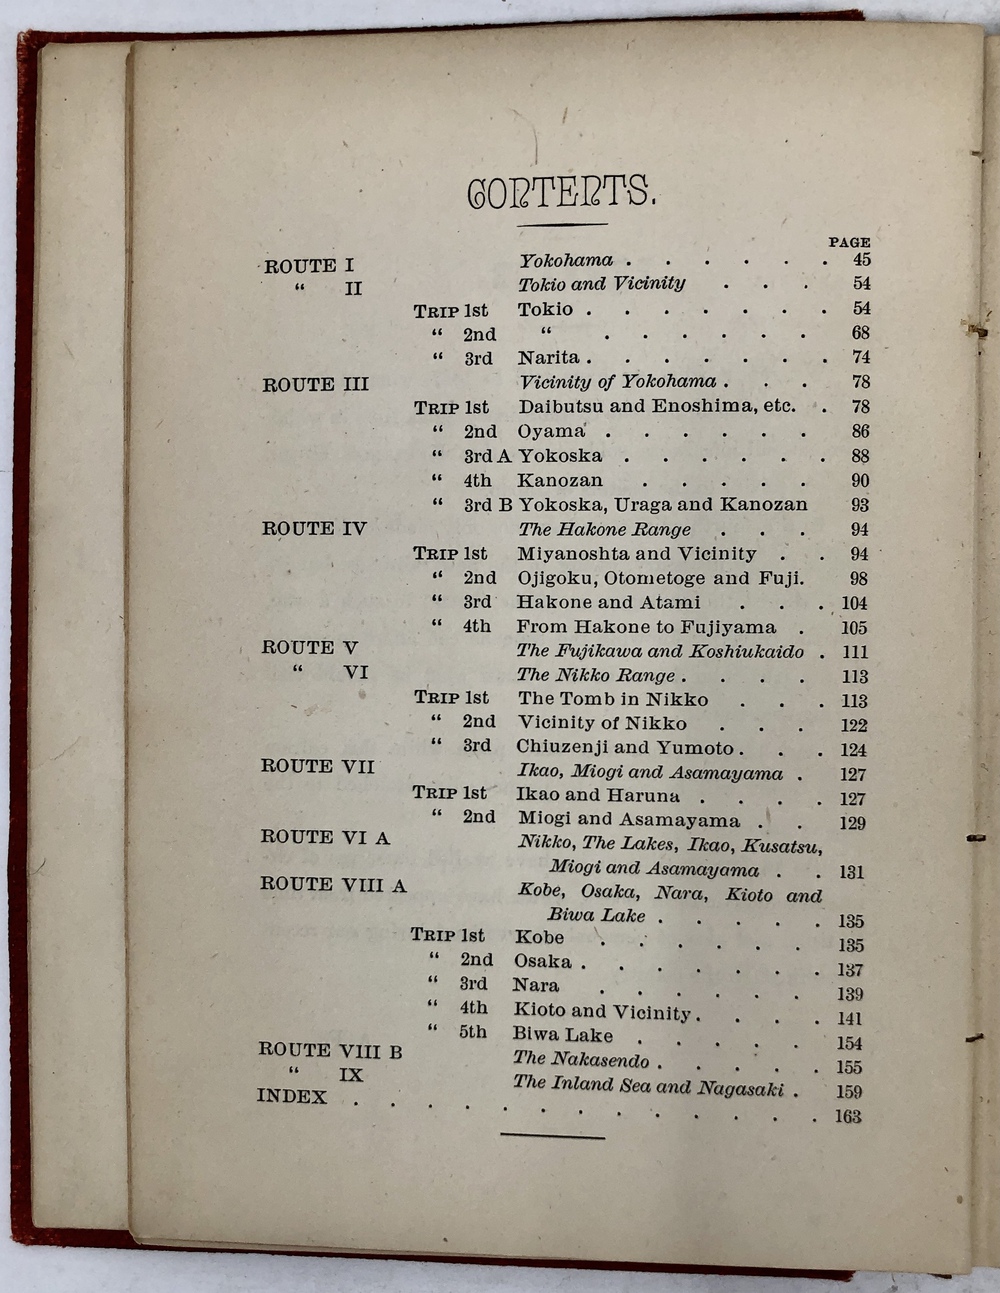 CONTENTS.
PAGE
ROUTE I Yokohama . . . . . . 45
“ II Tokio and Vicinity . . . 54
TRIP 1st Tokio . . . . . . . 54
“ 2nd “ . . . . . . 68
“ 3rd Narita . . . . . . . 74
ROUTE III Vicinity of Yokohama . . . 78
TRIP 1st Daibutsu and Enoshima, etc. . 78
“ 2nd Oyama . . . . . . 86
“ 3rd A Yokoska . . . . . . 88
“ 4th Kanozan . . . . . 90
“ 3rd B Yokoska, Uraga and Kanozan 93
ROUTE IV The Hakone Range . . . 94
TRIP 1st Miyanoshta and Vicinity . . 94
“ 2nd Ojigoku, Otometoge and Fuji. 98
“ 3rd Hakone and Atami . . . 104
“ 4th From Hakone to Fujiyama . 105
ROUTE V The Fujikawa and Koshiukaido . 111
“ VI The Nikko Range . . . . 113
TRIP 1st The Tomb in Nikko . . . 113
“ 2nd Vicinity of Nikko . . . 122
“ 3rd Chiuzenji and Yumoto . . . 124
ROUTE VII Ikao, Miogi and Asamayama . 127
TRIP 1st Ikao and Haruna . . . . 127
“ 2nd Miogi and Asamayama . . 129
ROUTE VI A Nikko, The Lakes, Ikao, Kusatsu,
Miogi and Asamayama . . 131
ROUTE VIII A Kobe, Osaka, Nara, Kioto and
Biwa Lake . . . . . 135
TRIP 1st Kobe . . . . . . 135
“ 2nd Osaka . . . . . . . 137
“ 3rd Nara . . . . . . 139
“ 4th Kioto and Vicinity . . . . 141
“ 5th Biwa Lake . . . . . 154
ROUTE VIII B The Nakasendo . . . . . 155
“ IX The Inland Sea and Nagasaki . 159
INDEX . . . . . . . . . . . . . 163